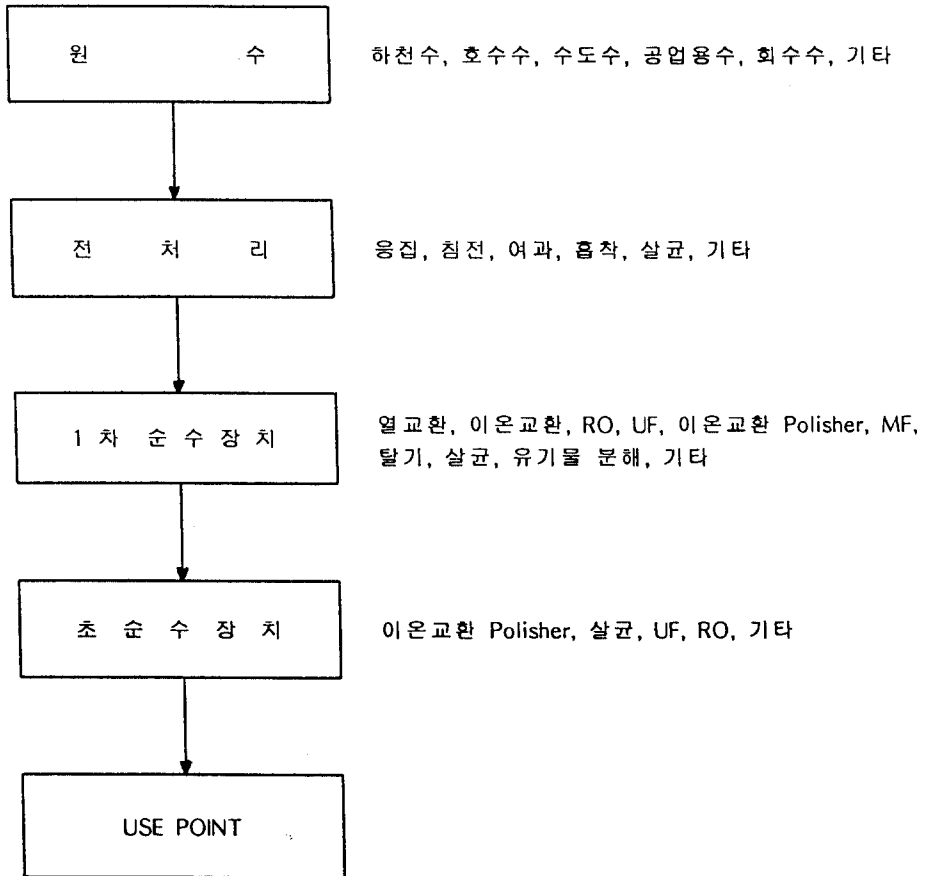 원 수
하천수, 호수수, 수도수, 공업용수, 회수수, 기타
전 처 리
응집, 침전, 여과, 흡착, 살균, 기타
1 차 순 수 장 치
열교환, 이온교환, RO, UF, 이온교환 Polisher, MF,
탈기, 살균, 유기물 분해, 기타
초 순 수 장 치
이온교환 Polisher, 살균, UF, RO, 기타
USE POINT